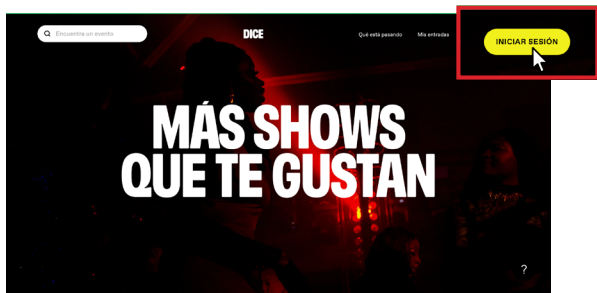 Encuentra un evento
DICE
Qué está pasando
Mis entradas
INICIAR SESIÓN
MÁS SHOWS
QUE TE GUSTAN
?